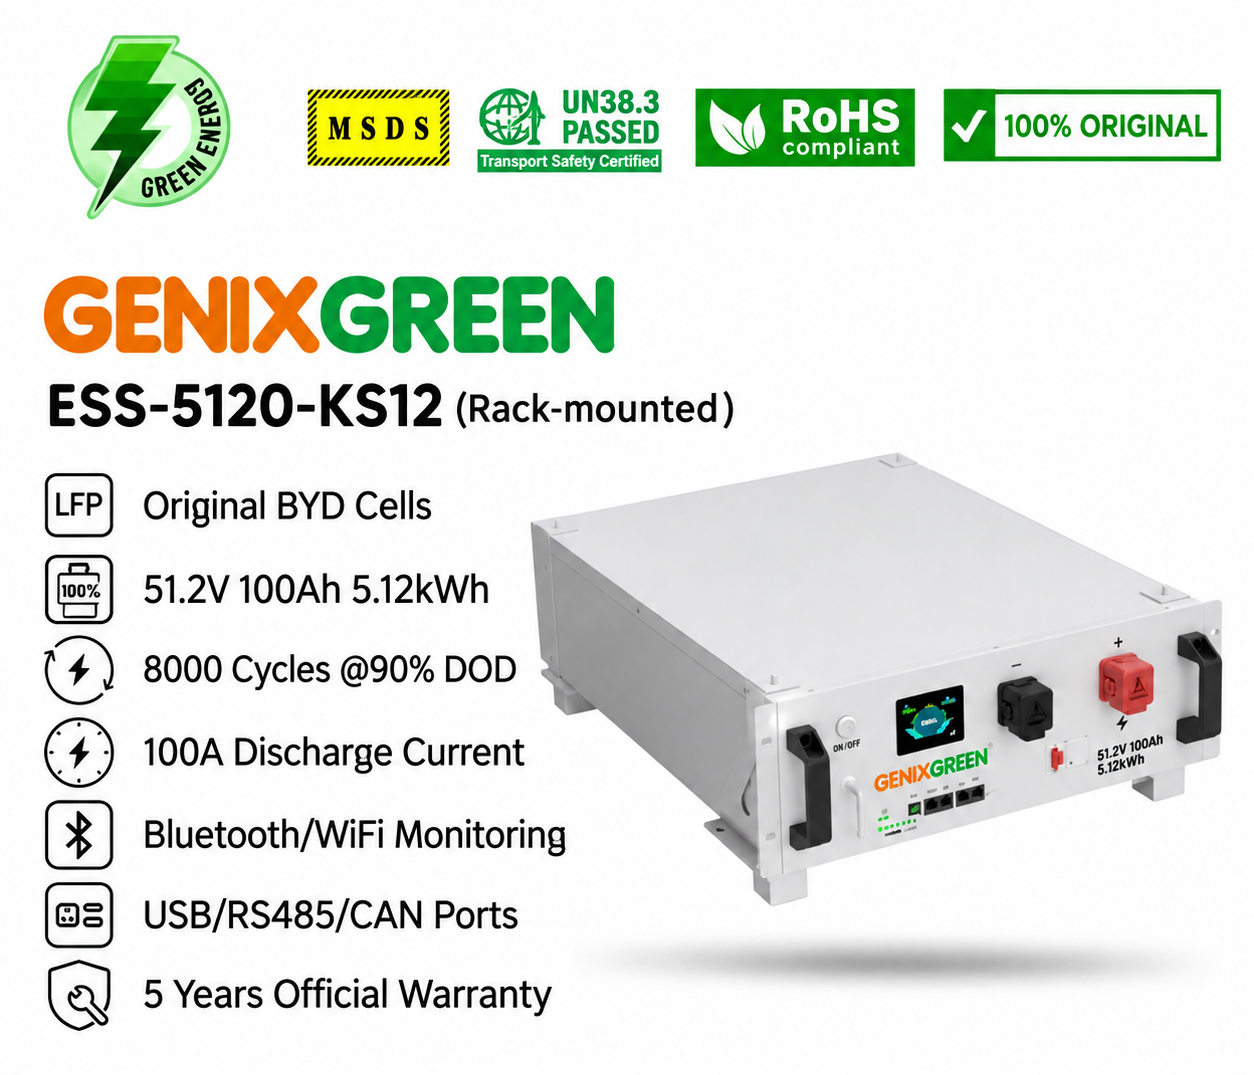 GREEN ENERGY
MSDS
UN38.3
PASSED
Transport Safety Certified
RoHS
compliant
100% ORIGINAL
GENIXGREEN
ESS-5120-KS12 (Rack-mounted)
LFP
Original BYD Cells
100%
51.2V 100Ah 5.12kWh
8000 Cycles @90% DOD
100A Discharge Current
Bluetooth/WiFi Monitoring
USB/RS485/CAN Ports
5 Years Official Warranty
ON/OFF
GENIXGREEN
−
+
51.2V 100Ah
5.12kWh